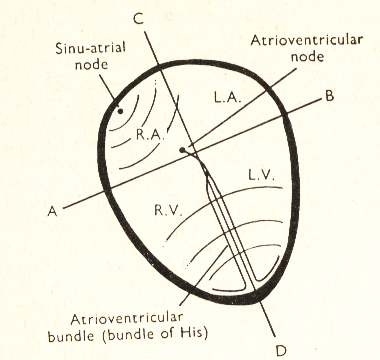 C
Sinu-atrial
node
Atrioventricular
node
L.A.
B
R.A.
L.V.
A
R.V.
Atrioventricular
bundle (bundle of His)
D